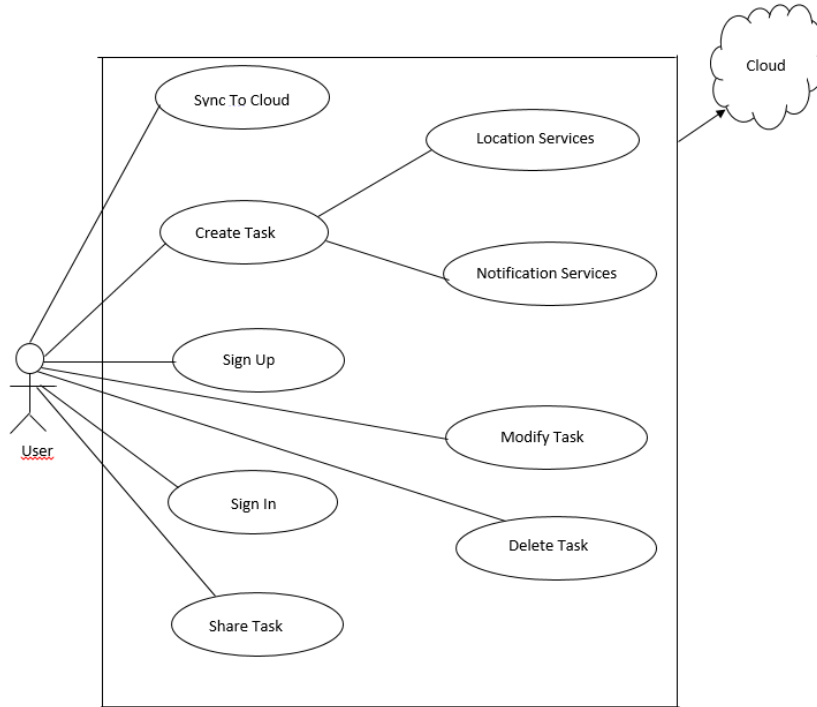 Cloud
Sync To Cloud
Location Services
Create Task
Notification Services
Sign Up
Modify Task
User
Sign In
Delete Task
Share Task